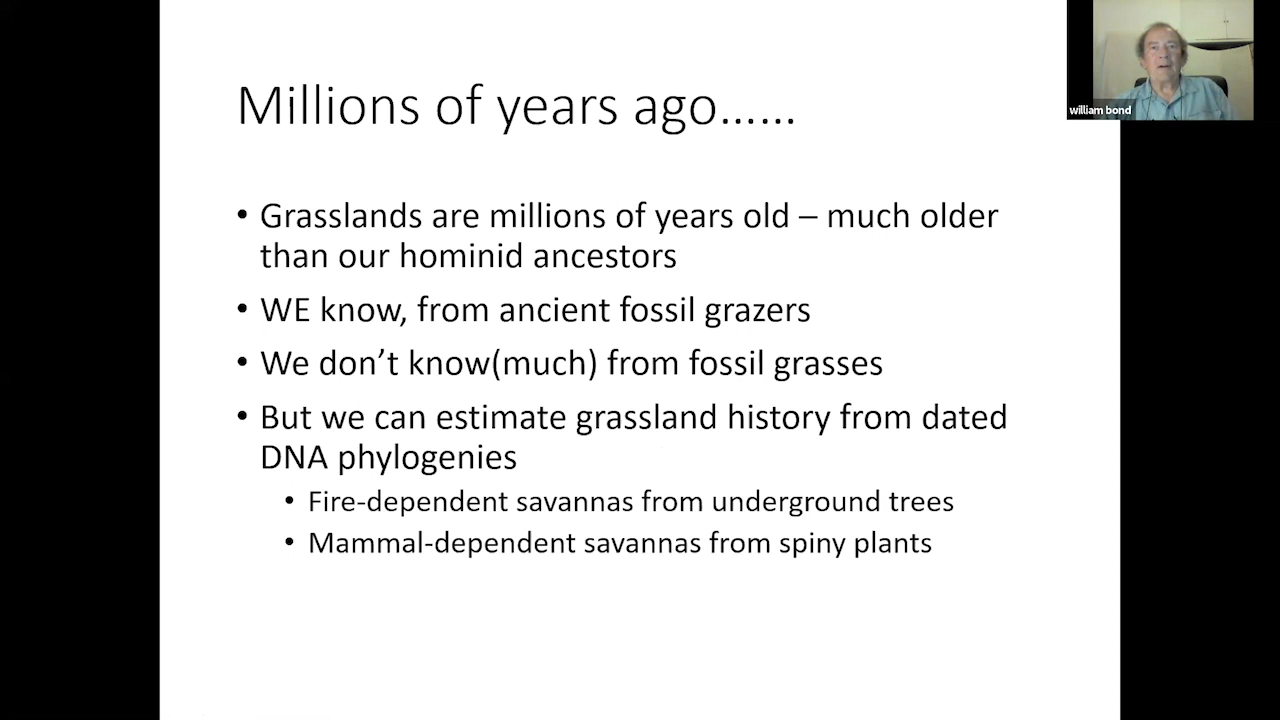 Millions of years ago......
william bond
• Grasslands are millions of years old – much older
than our hominid ancestors
• WE know, from ancient fossil grazers
• We don’t know(much) from fossil grasses
• But we can estimate grassland history from dated
DNA phylogenies
• Fire-dependent savannas from underground trees
• Mammal-dependent savannas from spiny plants